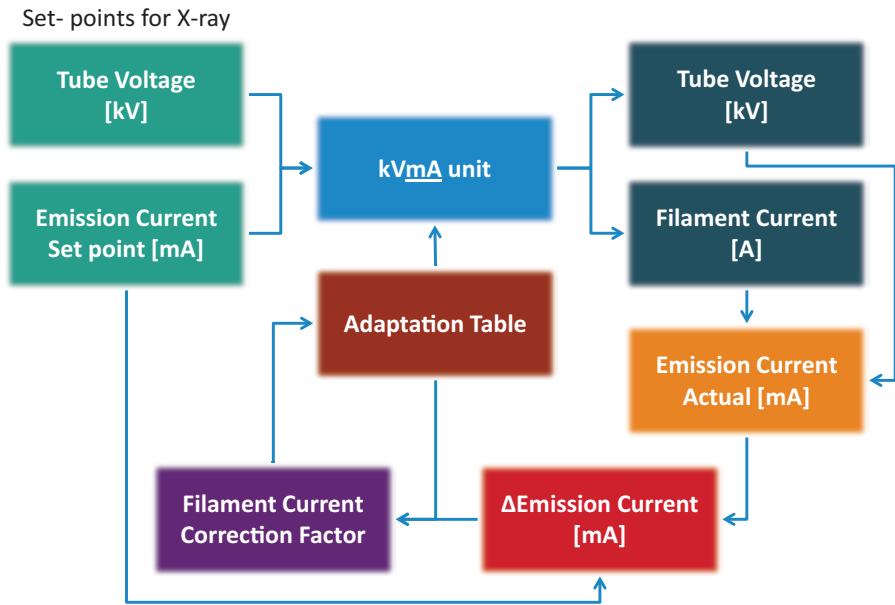 Set- points for X-ray
Tube Voltage
[kV]
Emission Current
Set point [mA]
kVmA unit
Tube Voltage
[kV]
Filament Current
[A]
Adaptation Table
Emission Current
Actual [mA]
Filament Current
Correction Factor
ΔEmission Current
[mA]